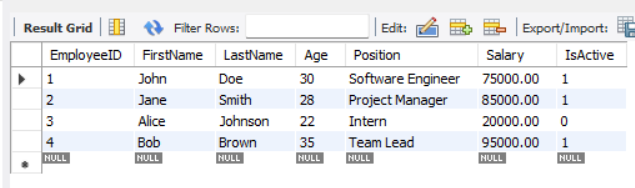 Result Grid Filter Rows: Edit: Export/Import:
EmployeeID FirstName LastName Age Position Salary IsActive
1 John Doe 30 Software Engineer 75000.00 1
2 Jane Smith 28 Project Manager 85000.00 1
3 Alice Johnson 22 Intern 20000.00 0
4 Bob Brown 35 Team Lead 95000.00 1
NULL NULL NULL NULL NULL NULL NULL